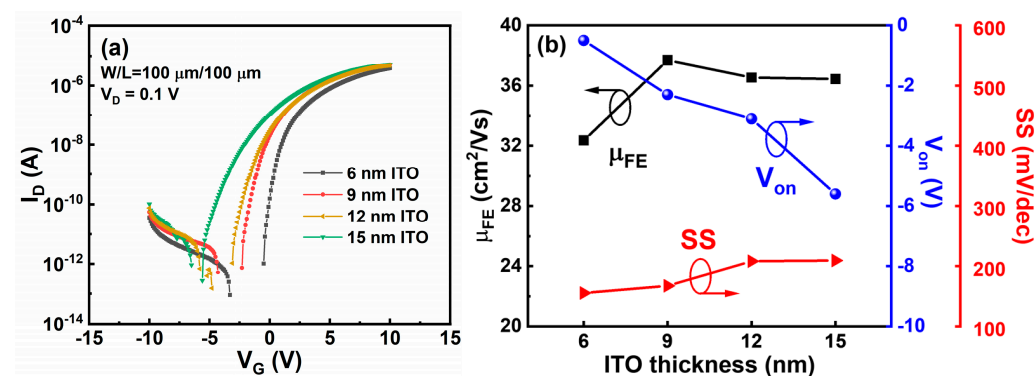 (a)
W/L=100 μm/100 μm
V_D = 0.1 V
10^-4
10^-6
10^-8
10^-10
10^-12
10^-14
I_D (A)
6 nm ITO
9 nm ITO
12 nm ITO
15 nm ITO
-15 -10 -5 0 5 10 15
V_G (V)
(b)
40
36
32
28
24
20
μ_FE (cm²/Vs)
μ_FE
V_on
SS
0
-2
-4
-6
-8
-10
V_on (V)
600
500
400
300
200
100
SS (mV/dec)
6 9 12 15
ITO thickness (nm)